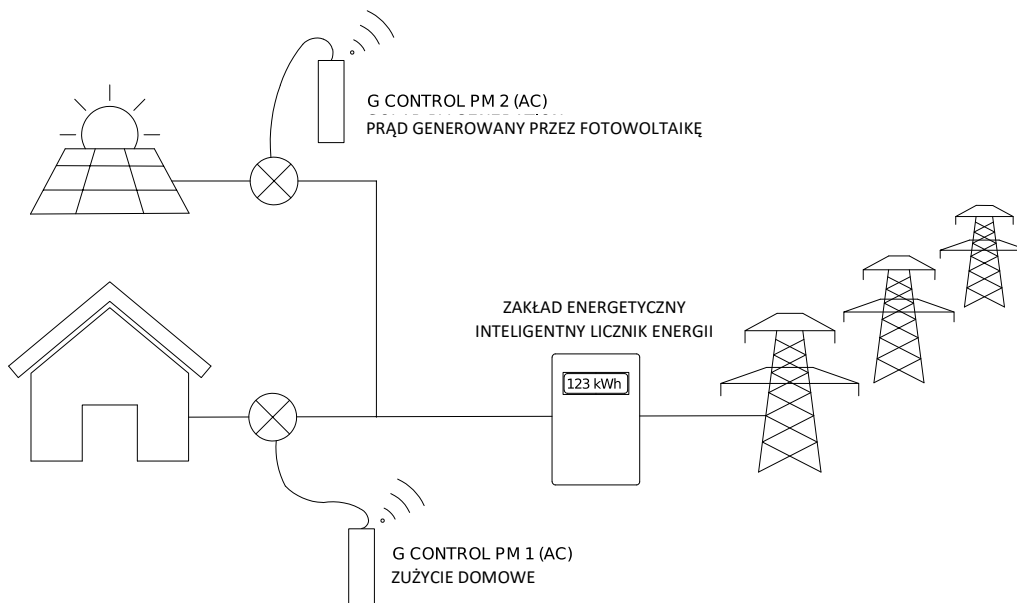 G CONTROL PM 2 (AC)
PRĄD GENEROWANY PRZEZ FOTOWOLTAIKĘ
ZAKŁAD ENERGETYCZNY
INTELIGENTNY LICZNIK ENERGII
123 kWh
G CONTROL PM 1 (AC)
ZUŻYCIE DOMOWE